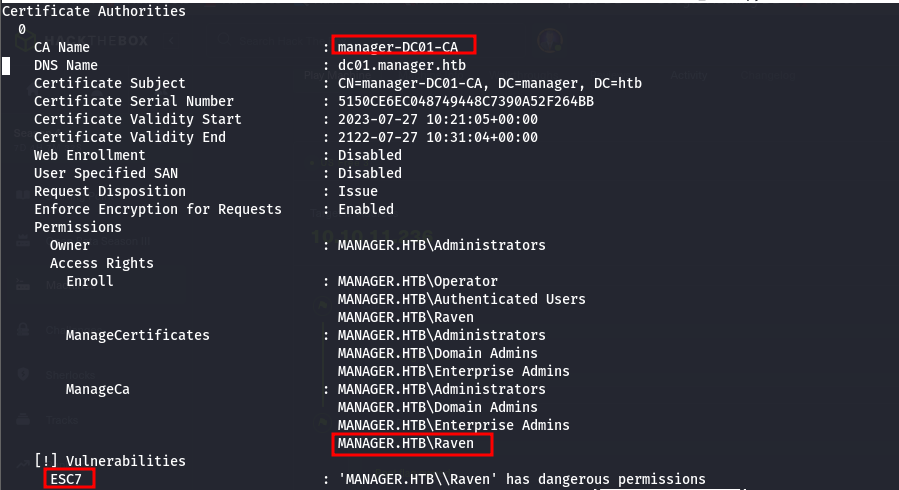 Certificate Authorities
0
CA Name : manager-DC01-CA
DNS Name : dc01.manager.htb
Certificate Subject : CN=manager-DC01-CA, DC=manager, DC=htb
Certificate Serial Number : 5150CE6EC048749448C7390A52F264BB
Certificate Validity Start : 2023-07-27 10:21:05+00:00
Certificate Validity End : 2122-07-27 10:31:04+00:00
Web Enrollment : Disabled
User Specified SAN : Disabled
Request Disposition : Issue
Enforce Encryption for Requests : Enabled
Permissions
Owner : MANAGER.HTB\Administrators
Access Rights
Enroll : MANAGER.HTB\Operator
MANAGER.HTB\Authenticated Users
MANAGER.HTB\Raven
ManageCertificates : MANAGER.HTB\Administrators
MANAGER.HTB\Domain Admins
MANAGER.HTB\Enterprise Admins
ManageCa : MANAGER.HTB\Administrators
MANAGER.HTB\Domain Admins
MANAGER.HTB\Enterprise Admins
MANAGER.HTB\Raven
[!] Vulnerabilities
ESC7 : 'MANAGER.HTB\\Raven' has dangerous permissions